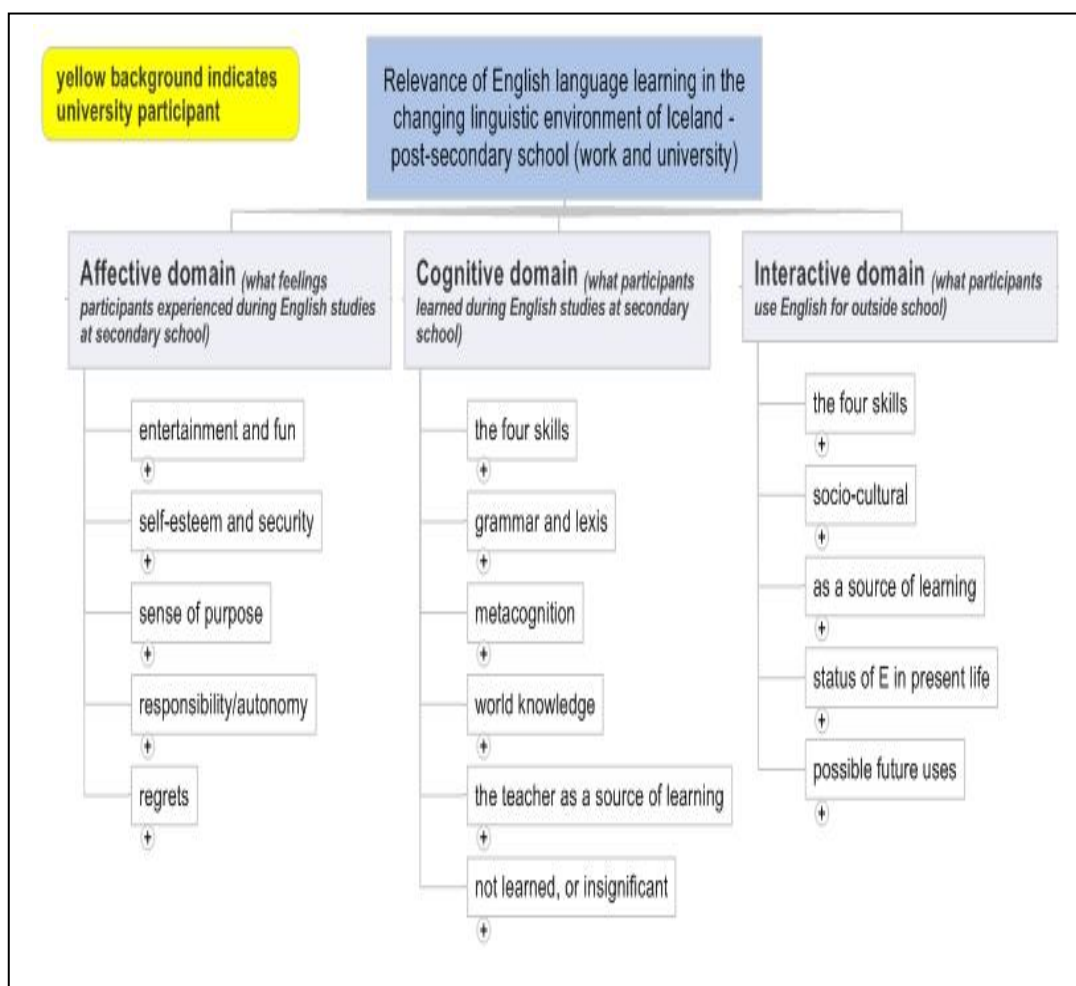 yellow background indicates
university participant
Relevance of English language learning in the
changing linguistic environment of Iceland -
post-secondary school (work and university)
Affective domain (what feelings
participants experienced during English studies
at secondary school)
entertainment and fun
+
self-esteem and security
+
sense of purpose
+
responsibility/autonomy
+
regrets
+
Cognitive domain (what participants
learned during English studies at secondary
school)
the four skills
+
grammar and lexis
+
metacognition
+
world knowledge
+
the teacher as a source of learning
+
not learned, or insignificant
+
Interactive domain (what participants
use English for outside school)
the four skills
+
socio-cultural
+
as a source of learning
+
status of E in present life
+
possible future uses
+